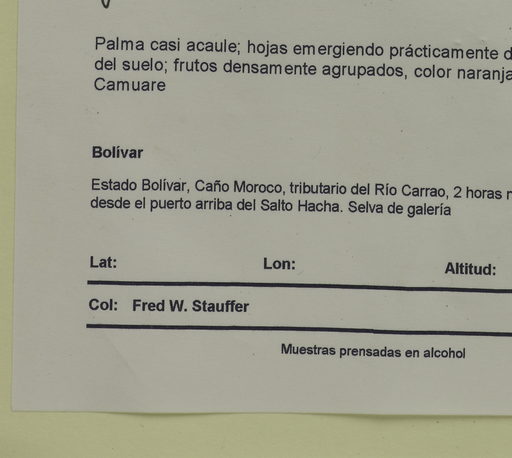 Palma casi acaule; hojas emergiendo prácticamente
del suelo; frutos densamente agrupados, color naranja
Camuare
Bolívar
Estado Bolívar, Caño Moroco, tributario del Río Carrao, 2 horas
desde el puerto arriba del Salto Hacha. Selva de galería
Lat: Lon: Altitud:
Col: Fred W. Stauffer
Muestras prensadas en alcohol